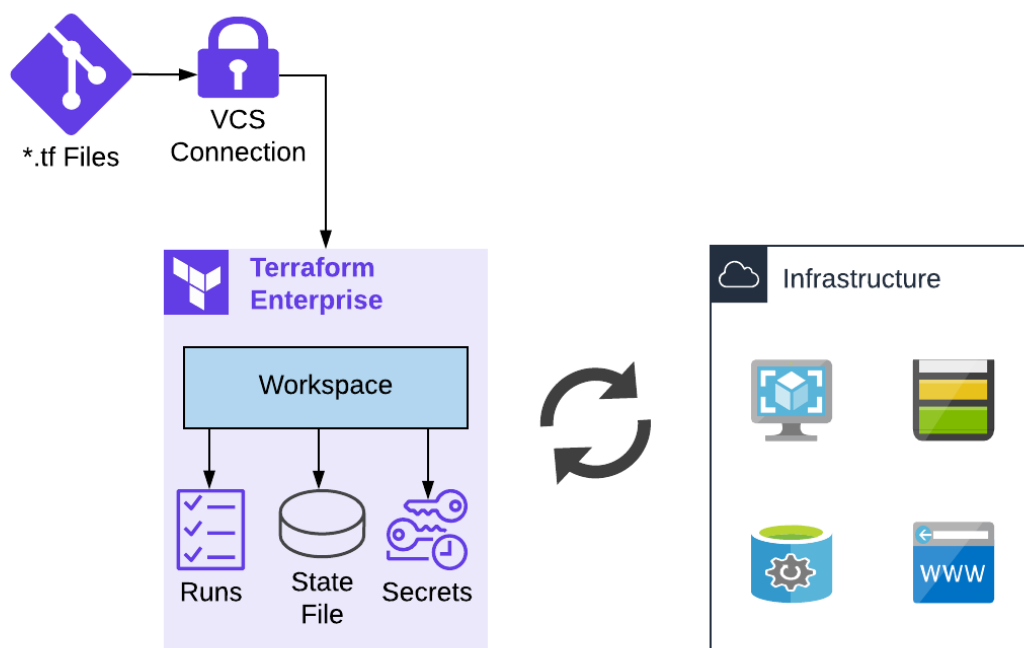 *.tf Files
VCS
Connection
Terraform
Enterprise
Workspace
Runs
State
File
Secrets
Infrastructure
WWW